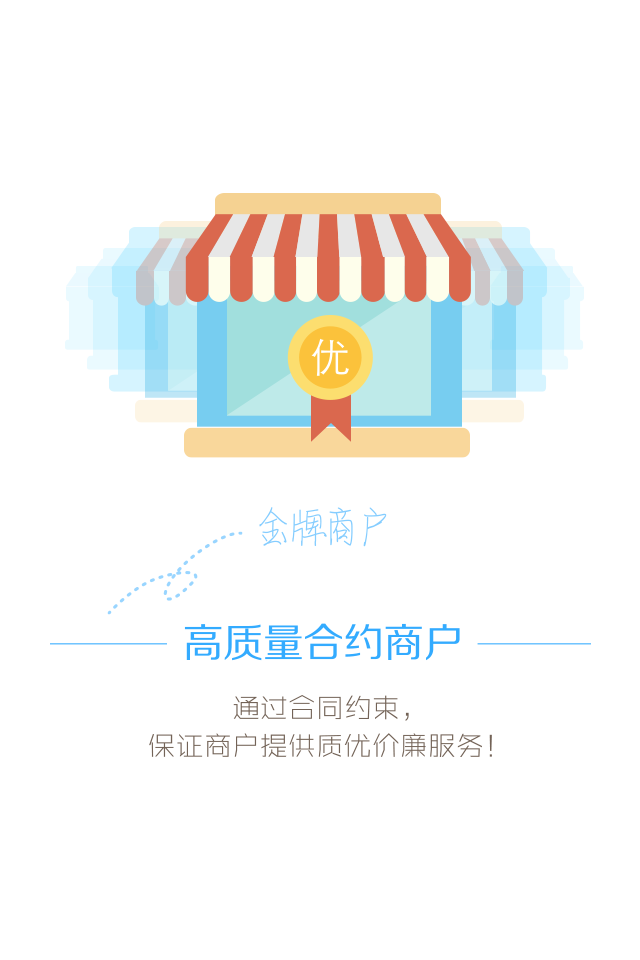 优
金牌商户
高质量合约商户
通过合同约束，
保证商户提供质优价廉服务！